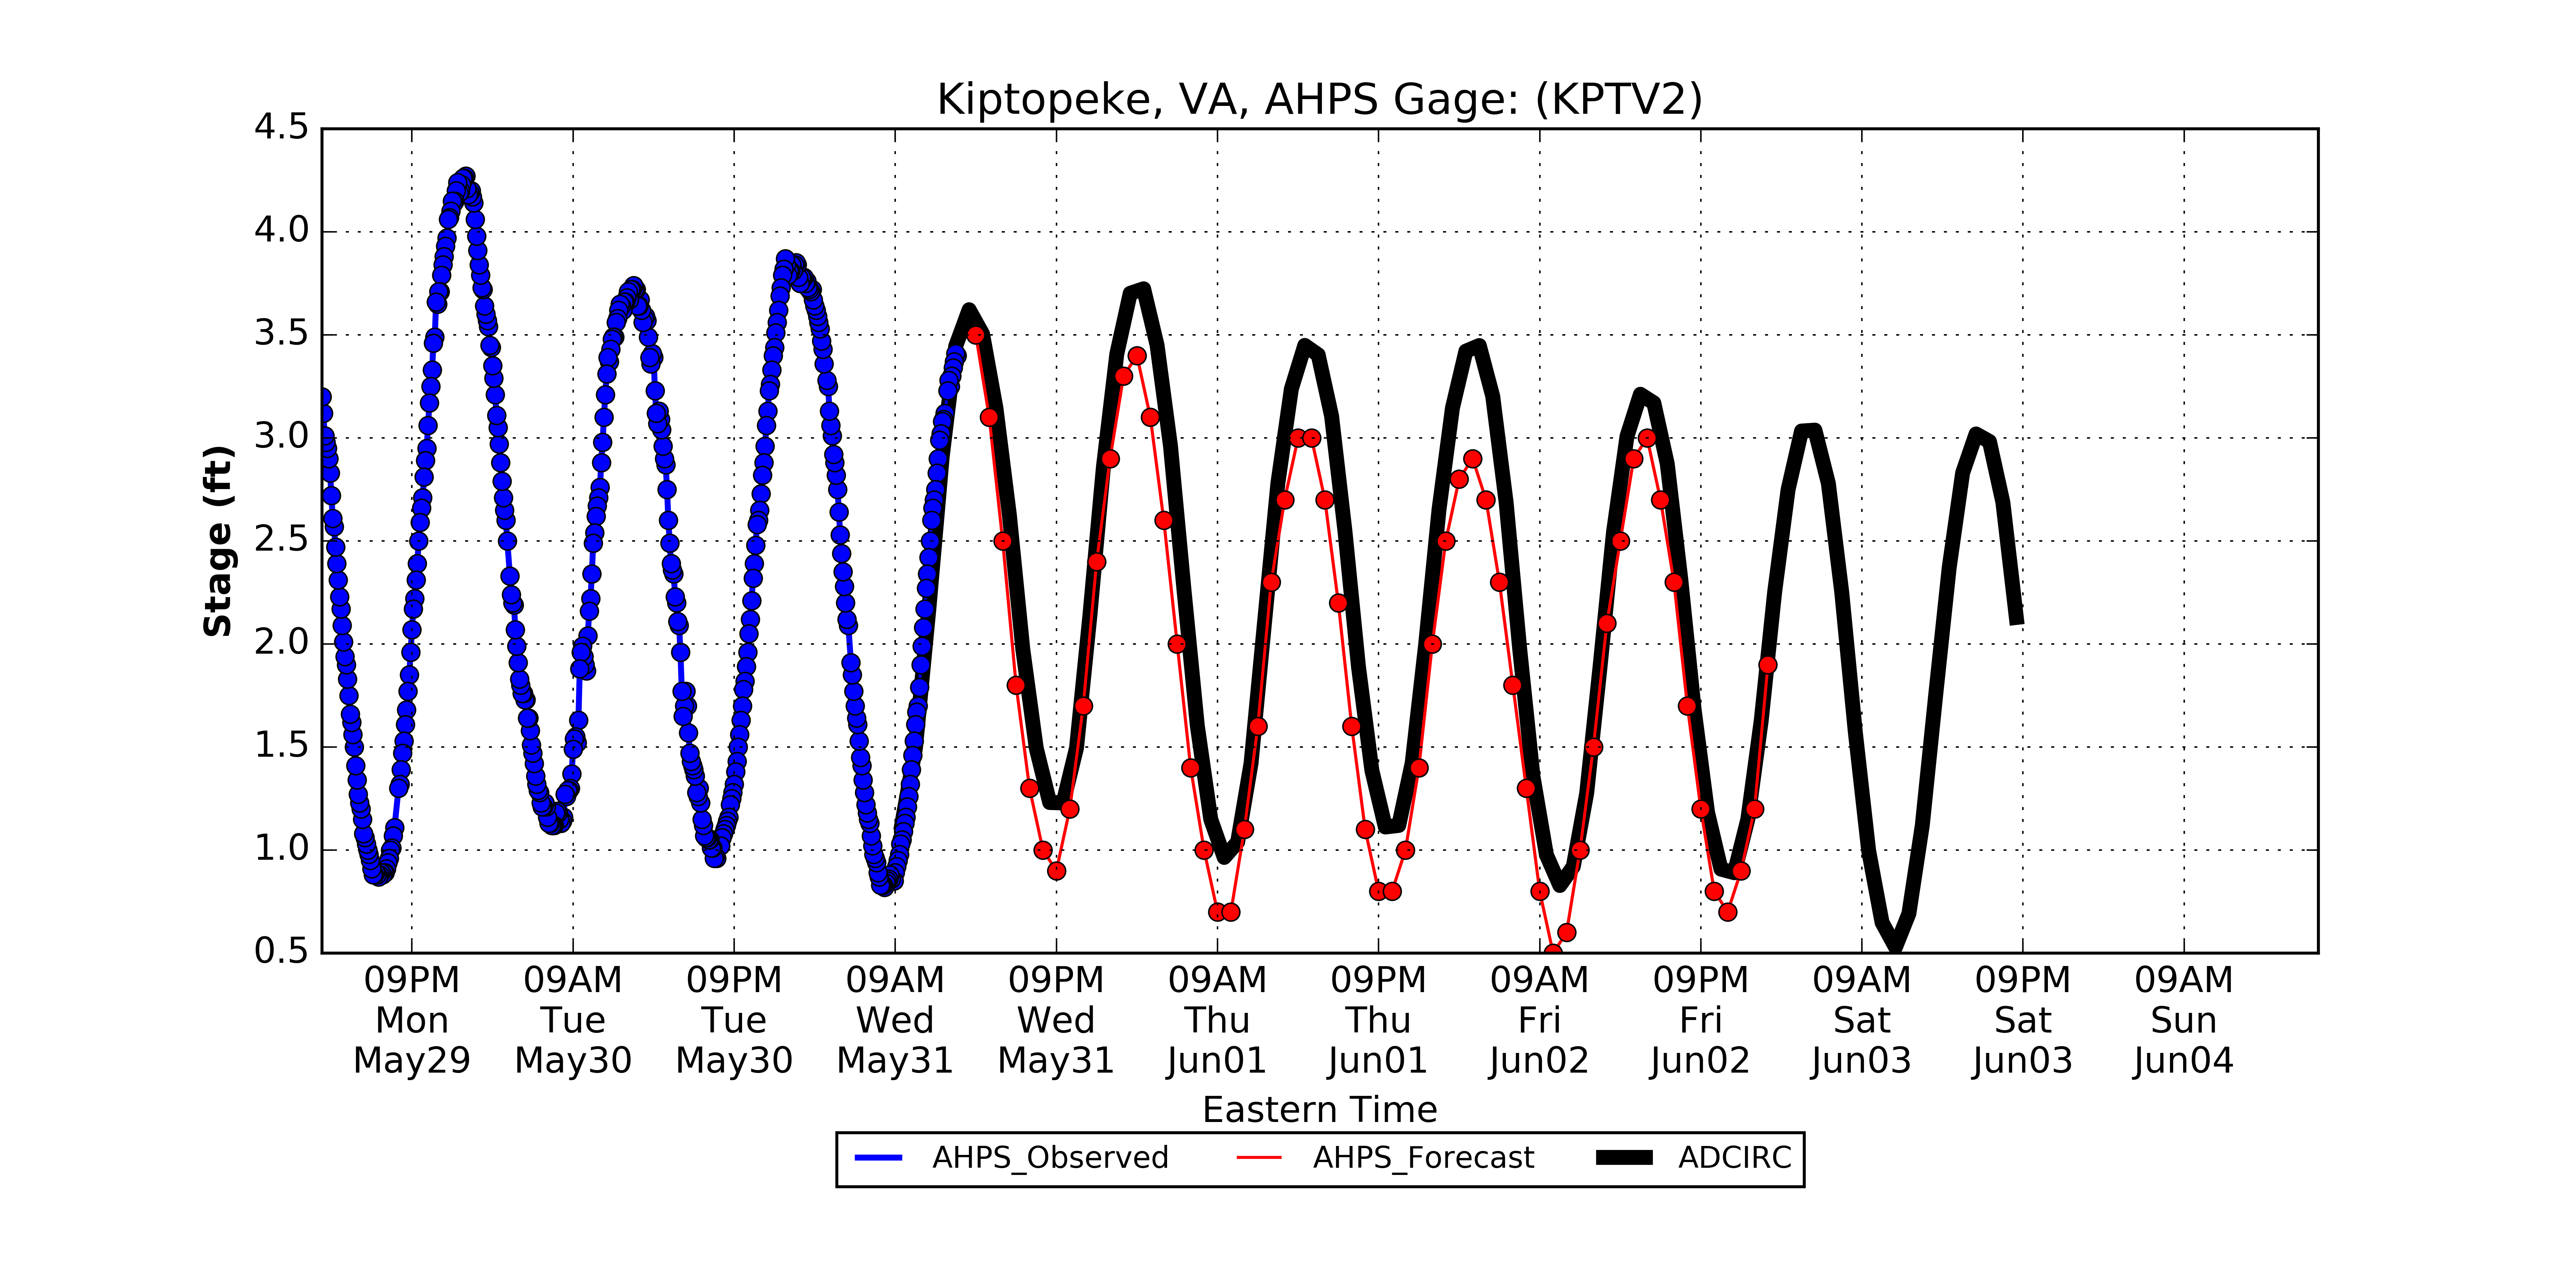 Kiptopeke, VA, AHPS Gage: (KPTV2)
4.5
4.0
3.5
3.0
2.5
2.0
1.5
1.0
0.5
Stage (ft)
09PM 09AM 09PM 09AM 09PM 09AM 09PM 09AM 09PM 09AM 09PM 09AM
Mon Tue Tue Wed Wed Thu Thu Fri Fri Sat Sat Sun
May29 May30 May30 May31 May31 Jun01 Jun01 Jun02 Jun02 Jun03 Jun03 Jun04
Eastern Time
AHPS_Observed AHPS_Forecast ADCIRC